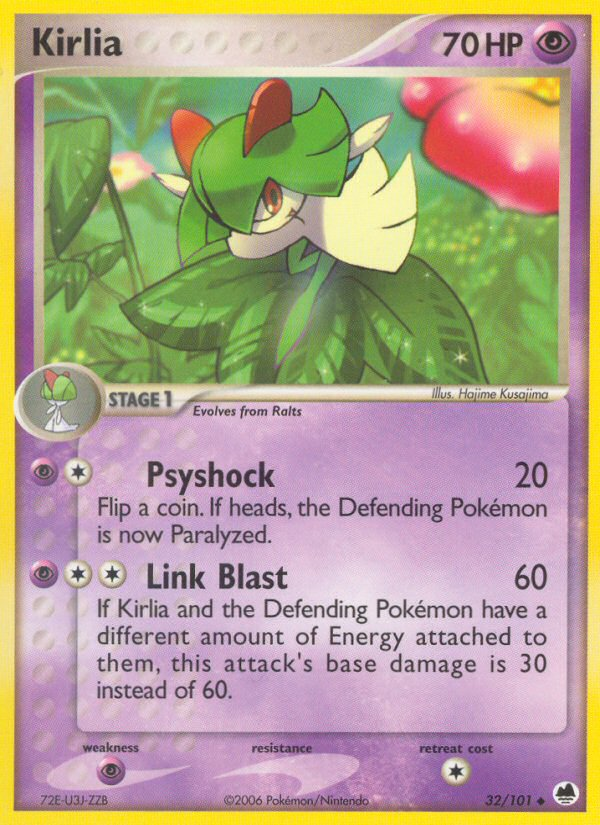 Kirlia 70 HP
Illus. Hajime Kusajima
STAGE 1
Evolves from Ralts
Psyshock 20
Flip a coin. If heads, the Defending Pokémon
is now Paralyzed.
Link Blast 60
If Kirlia and the Defending Pokémon have a
different amount of Energy attached to
them, this attack's base damage is 30
instead of 60.
weakness resistance retreat cost
72E-U3J-ZZB ©2006 Pokémon/Nintendo 32/101